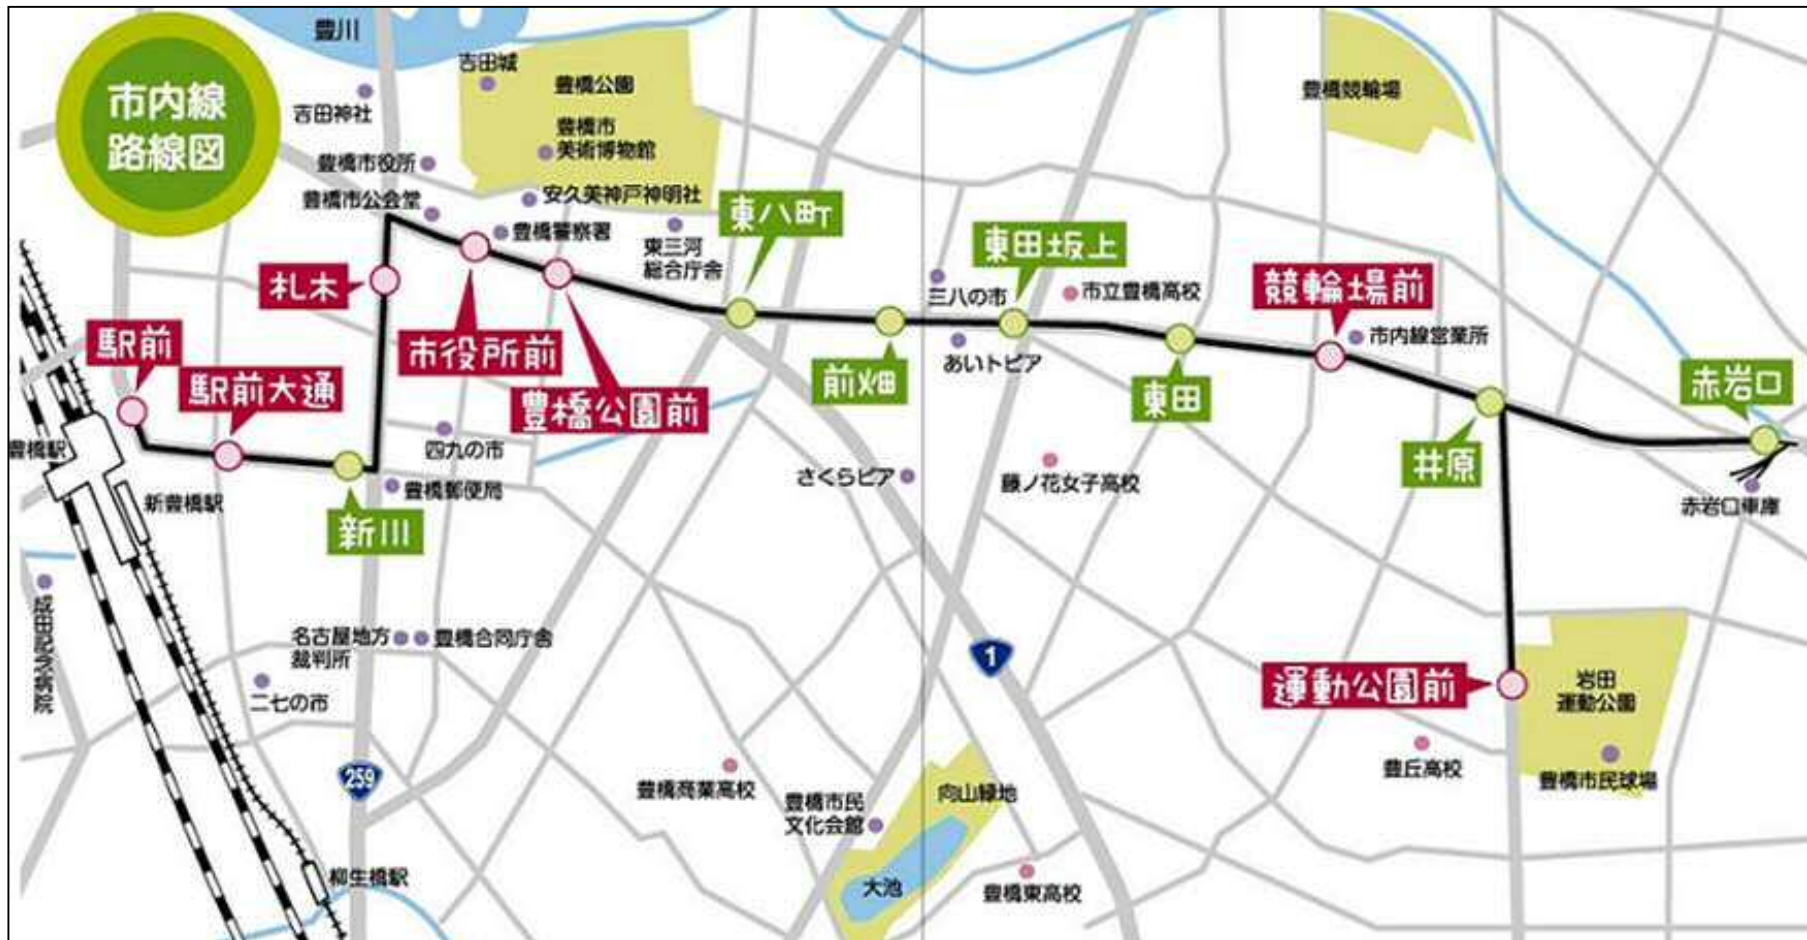 市内線
路線図
豊川
吉田神社
吉田城
豊橋公園
豊橋市
美術博物館
豊橋市役所
豊橋市公会堂
安久美神戸神明社
豊橋警察署
東三河
総合庁舎
東八町
豊橋競輪場
札木
駅前
駅前大通
市役所前
豊橋公園前
前畑
三八の市
東田坂上
市立豊橋高校
あいトピア
東田
競輪場前
市内線営業所
井原
赤岩口
赤岩口車庫
豊橋駅
新豊橋駅
新川
四九の市
豊橋郵便局
さくらピア
藤ノ花女子高校
成田記念病院
名古屋地方
裁判所
豊橋合同庁舎
二七の市
1
運動公園前
岩田
運動公園
豊橋市民球場
豊丘高校
259
豊橋商業高校
豊橋市民
文化会館
向山緑地
大池
豊橋東高校
柳生橋駅